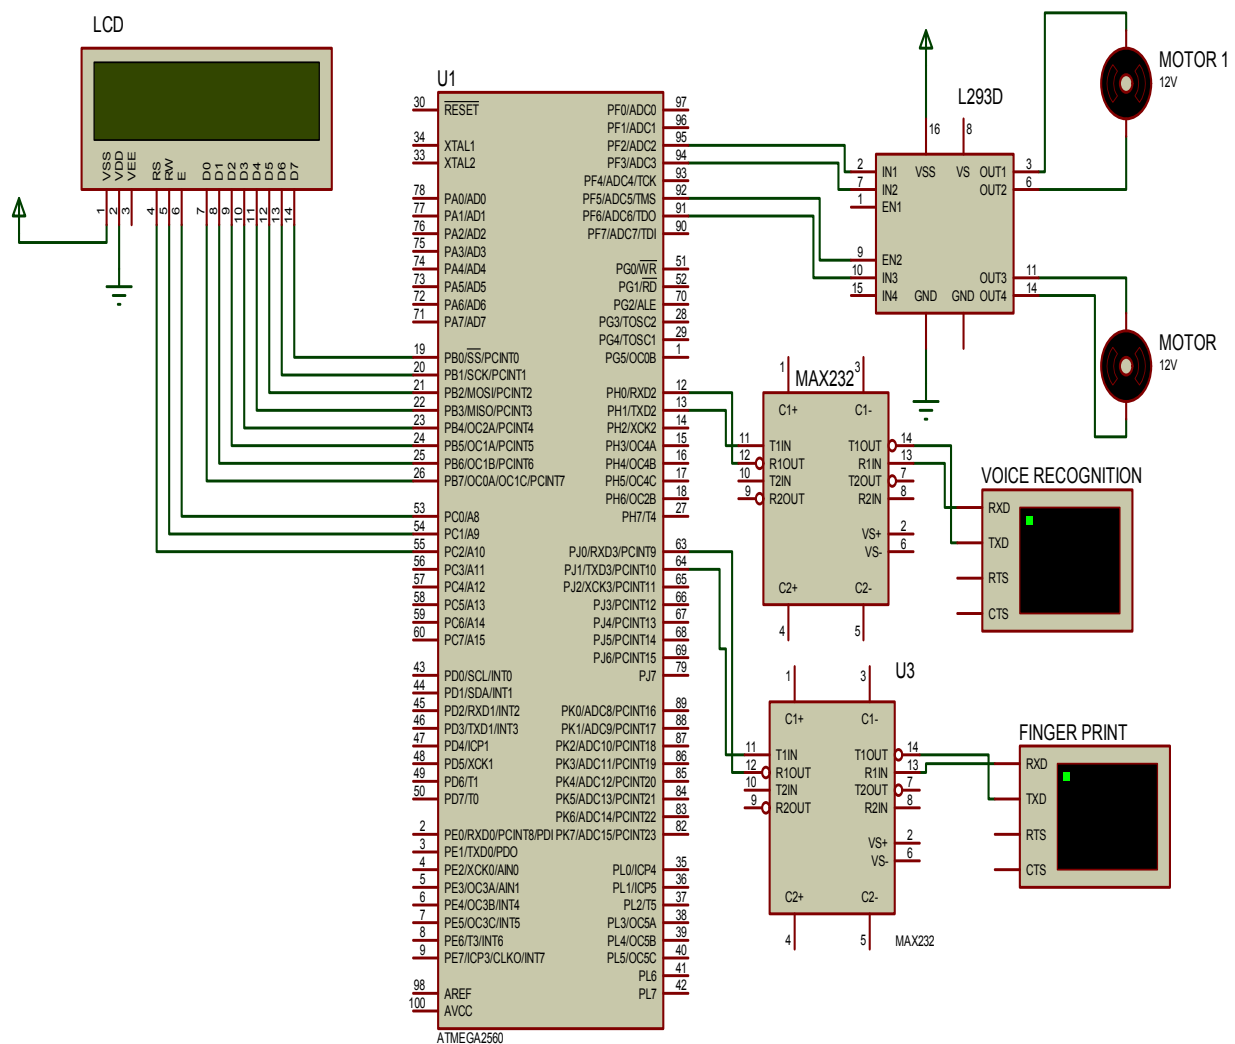 LCD
VSS VDD VEE RS RW E D0 D1 D2 D3 D4 D5 D6 D7
1 2 3 4 5 6 7 8 9 10 11 12 13 14
U1
30 RESET
34 XTAL1
33 XTAL2
78 PA0/AD0
77 PA1/AD1
76 PA2/AD2
75 PA3/AD3
74 PA4/AD4
73 PA5/AD5
72 PA6/AD6
71 PA7/AD7
19 PB0/SS/PCINT0
20 PB1/SCK/PCINT1
21 PB2/MOSI/PCINT2
22 PB3/MISO/PCINT3
23 PB4/OC2A/PCINT4
24 PB5/OC1A/PCINT5
25 PB6/OC1B/PCINT6
26 PB7/OC0A/OC1C/PCINT7
53 PC0/A8
54 PC1/A9
55 PC2/A10
56 PC3/A11
57 PC4/A12
58 PC5/A13
59 PC6/A14
60 PC7/A15
43 PD0/SCL/INT0
44 PD1/SDA/INT1
45 PD2/RXD1/INT2
46 PD3/TXD1/INT3
47 PD4/ICP1
48 PD5/XCK1
49 PD6/T1
50 PD7/T0
2 PE0/RXD0/PCINT8/PDI
3 PE1/TXD0/PDO
4 PE2/XCK0/AIN0
5 PE3/OC3A/AIN1
6 PE4/OC3B/INT4
7 PE5/OC3C/INT5
8 PE6/T3/INT6
9 PE7/ICP3/CLKO/INT7
98 AREF
100 AVCC
PF0/ADC0 97
PF1/ADC1 96
PF2/ADC2 95
PF3/ADC3 94
PF4/ADC4/TCK 93
PF5/ADC5/TMS 92
PF6/ADC6/TDO 91
PF7/ADC7/TDI 90
PG0/WR 51
PG1/RD 52
PG2/ALE 70
PG3/TOSC2 28
PG4/TOSC1 29
PG5/OC0B 1
PH0/RXD2 12
PH1/TXD2 13
PH2/XCK2 14
PH3/OC4A 15
PH4/OC4B 16
PH5/OC4C 17
PH6/OC2B 18
PH7/T4 27
PJ0/RXD3/PCINT9 63
PJ1/TXD3/PCINT10 64
PJ2/XCK3/PCINT11 65
PJ3/PCINT12 66
PJ4/PCINT13 67
PJ5/PCINT14 68
PJ6/PCINT15 69
PJ7 79
PK0/ADC8/PCINT16 89
PK1/ADC9/PCINT17 88
PK2/ADC10/PCINT18 87
PK3/ADC11/PCINT19 86
PK4/ADC12/PCINT20 85
PK5/ADC13/PCINT21 84
PK6/ADC14/PCINT22 83
PK7/ADC15/PCINT23 82
PL0/ICP4 35
PL1/ICP5 36
PL2/T5 37
PL3/OC5A 38
PL4/OC5B 39
PL5/OC5C 40
PL6 41
PL7 42
ATMEGA2560
L293D
16 8
VSS VS
2 IN1 OUT1 3
7 IN2 OUT2 6
1 EN1
9 EN2
10 IN3 OUT3 11
15 IN4 GND GND OUT4 14
MOTOR 1
12V
MOTOR
12V
MAX232
1 3
C1+ C1-
11 T1IN T1OUT 14
12 R1OUT R1IN 13
10 T2IN T2OUT 7
9 R2OUT R2IN 8
VS+ 2
VS- 6
C2+ C2-
4 5
VOICE RECOGNITION
RXD
TXD
RTS
CTS
U3
1 3
C1+ C1-
11 T1IN T1OUT 14
12 R1OUT R1IN 13
10 T2IN T2OUT 7
9 R2OUT R2IN 8
VS+ 2
VS- 6
C2+ C2-
4 5
MAX232
FINGER PRINT
RXD
TXD
RTS
CTS